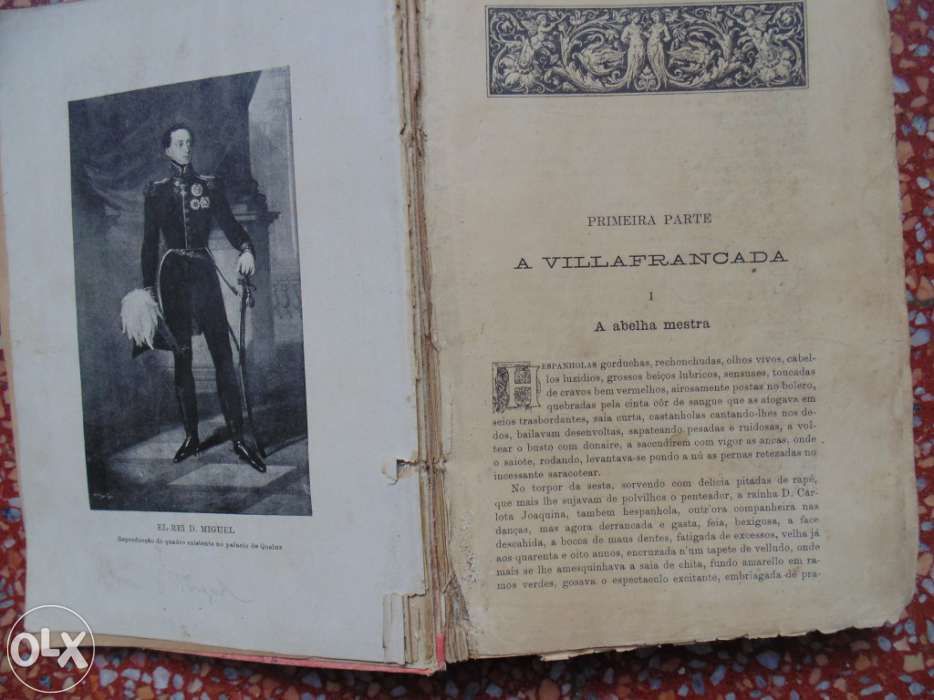 EL-REI D. MIGUEL
Reproducção do quadro existente no palacio de Queluz
PRIMEIRA PARTE
A VILLAFRANCADA
I
A abelha mestra
HESPANHOLAS gorduchas, rechonchudas, olhos vivos, cabel-
los luzidios, grossos beiços lubricos, sensuaes, toucadas
de cravos bem vermelhos, airosamente postas no bolero,
quebradas pela cinta côr de sangue que as afogava em
seios trasbordantes, saia curta, castanholas cantando-lhes nos de-
dos, bailavam desenvoltas, sapateando pesadas e ruidosas, a vol-
tear o busto com donaire, a sacudirem com vigor as ancas, onde
o saiote, rodando, levantava-se pondo a nú as pernas retezadas no
incessante saracotear.
No torpor da sesta, sorvendo com delicia pitadas de rapé,
que mais lhe sujavam de polvilhos o penteador, a rainha D. Car-
lota Joaquina, tambem hespanhola, outr'ora companheira nas
danças, mas agora derrancada e gasta, feia, bexigosa, a face
descahida, a bocca de maus dentes, fatigada de excessos, velha já
aos quarenta e oito annos, encruzada n'um tapete de velludo, onde
mais se lhe amesquinhava a saia de chita, fundo amarello em ra-
mos verdes, gosava o espectaculo excitante, embriagada de pra-
OLX